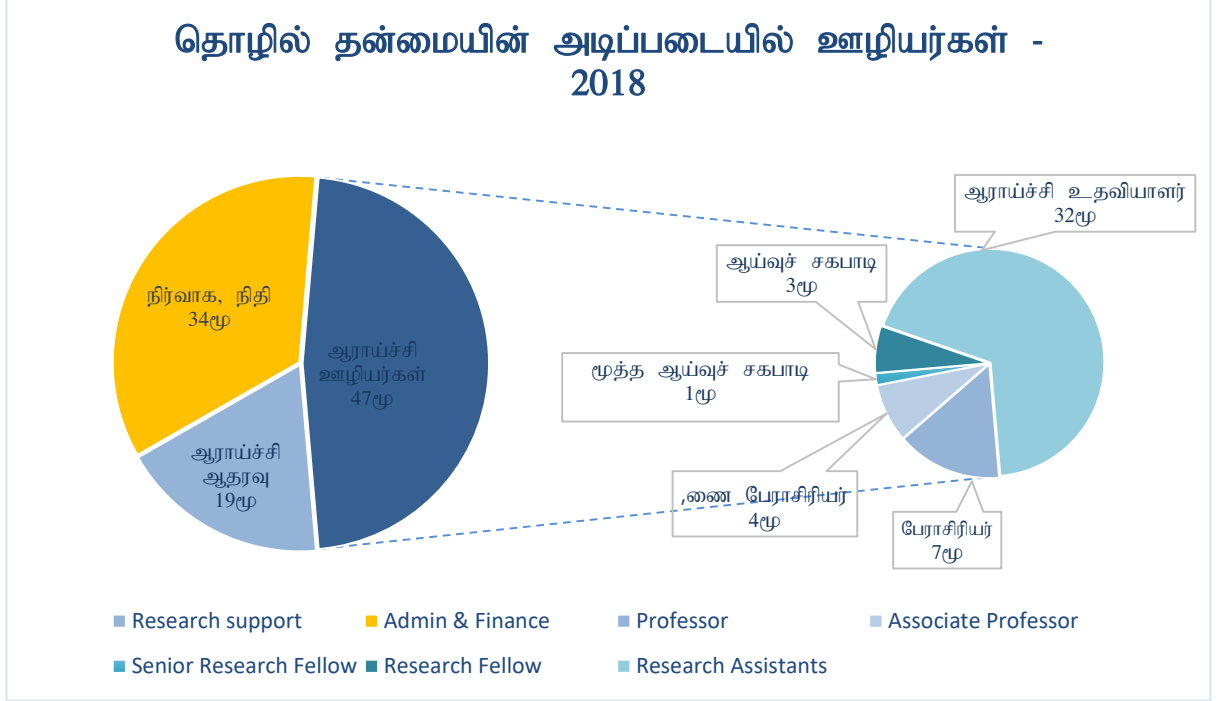 தொழில் தன்மையின் அடிப்படையில் ஊழியர்கள் -
2018
நிர்வாக, நிதி
34மூ
ஆராய்ச்சி
ஊழியர்கள்
47மூ
ஆராய்ச்சி
ஆதரவு
19மூ
ஆராய்ச்சி உதவியாளர்
32மூ
ஆய்வுச் சகபாடி
3மூ
மூத்த ஆய்வுச் சகபாடி
1மூ
,ணை பேராசிரியர்
4மூ
பேராசிரியர்
7மூ
Research support
Admin & Finance
Professor
Associate Professor
Senior Research Fellow
Research Fellow
Research Assistants